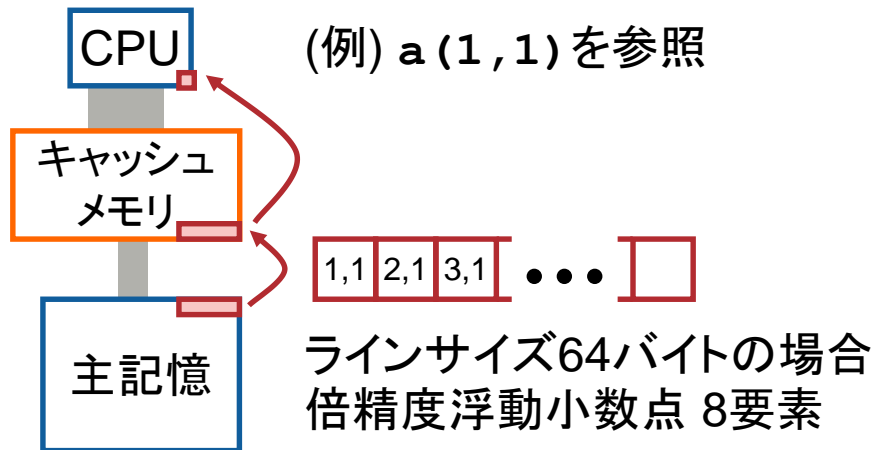 CPU
(例) a(1,1)を参照
キャッシュ
メモリ
1,1 2,1 3,1 •••
主記憶
ラインサイズ64バイトの場合
倍精度浮動小数点 8要素